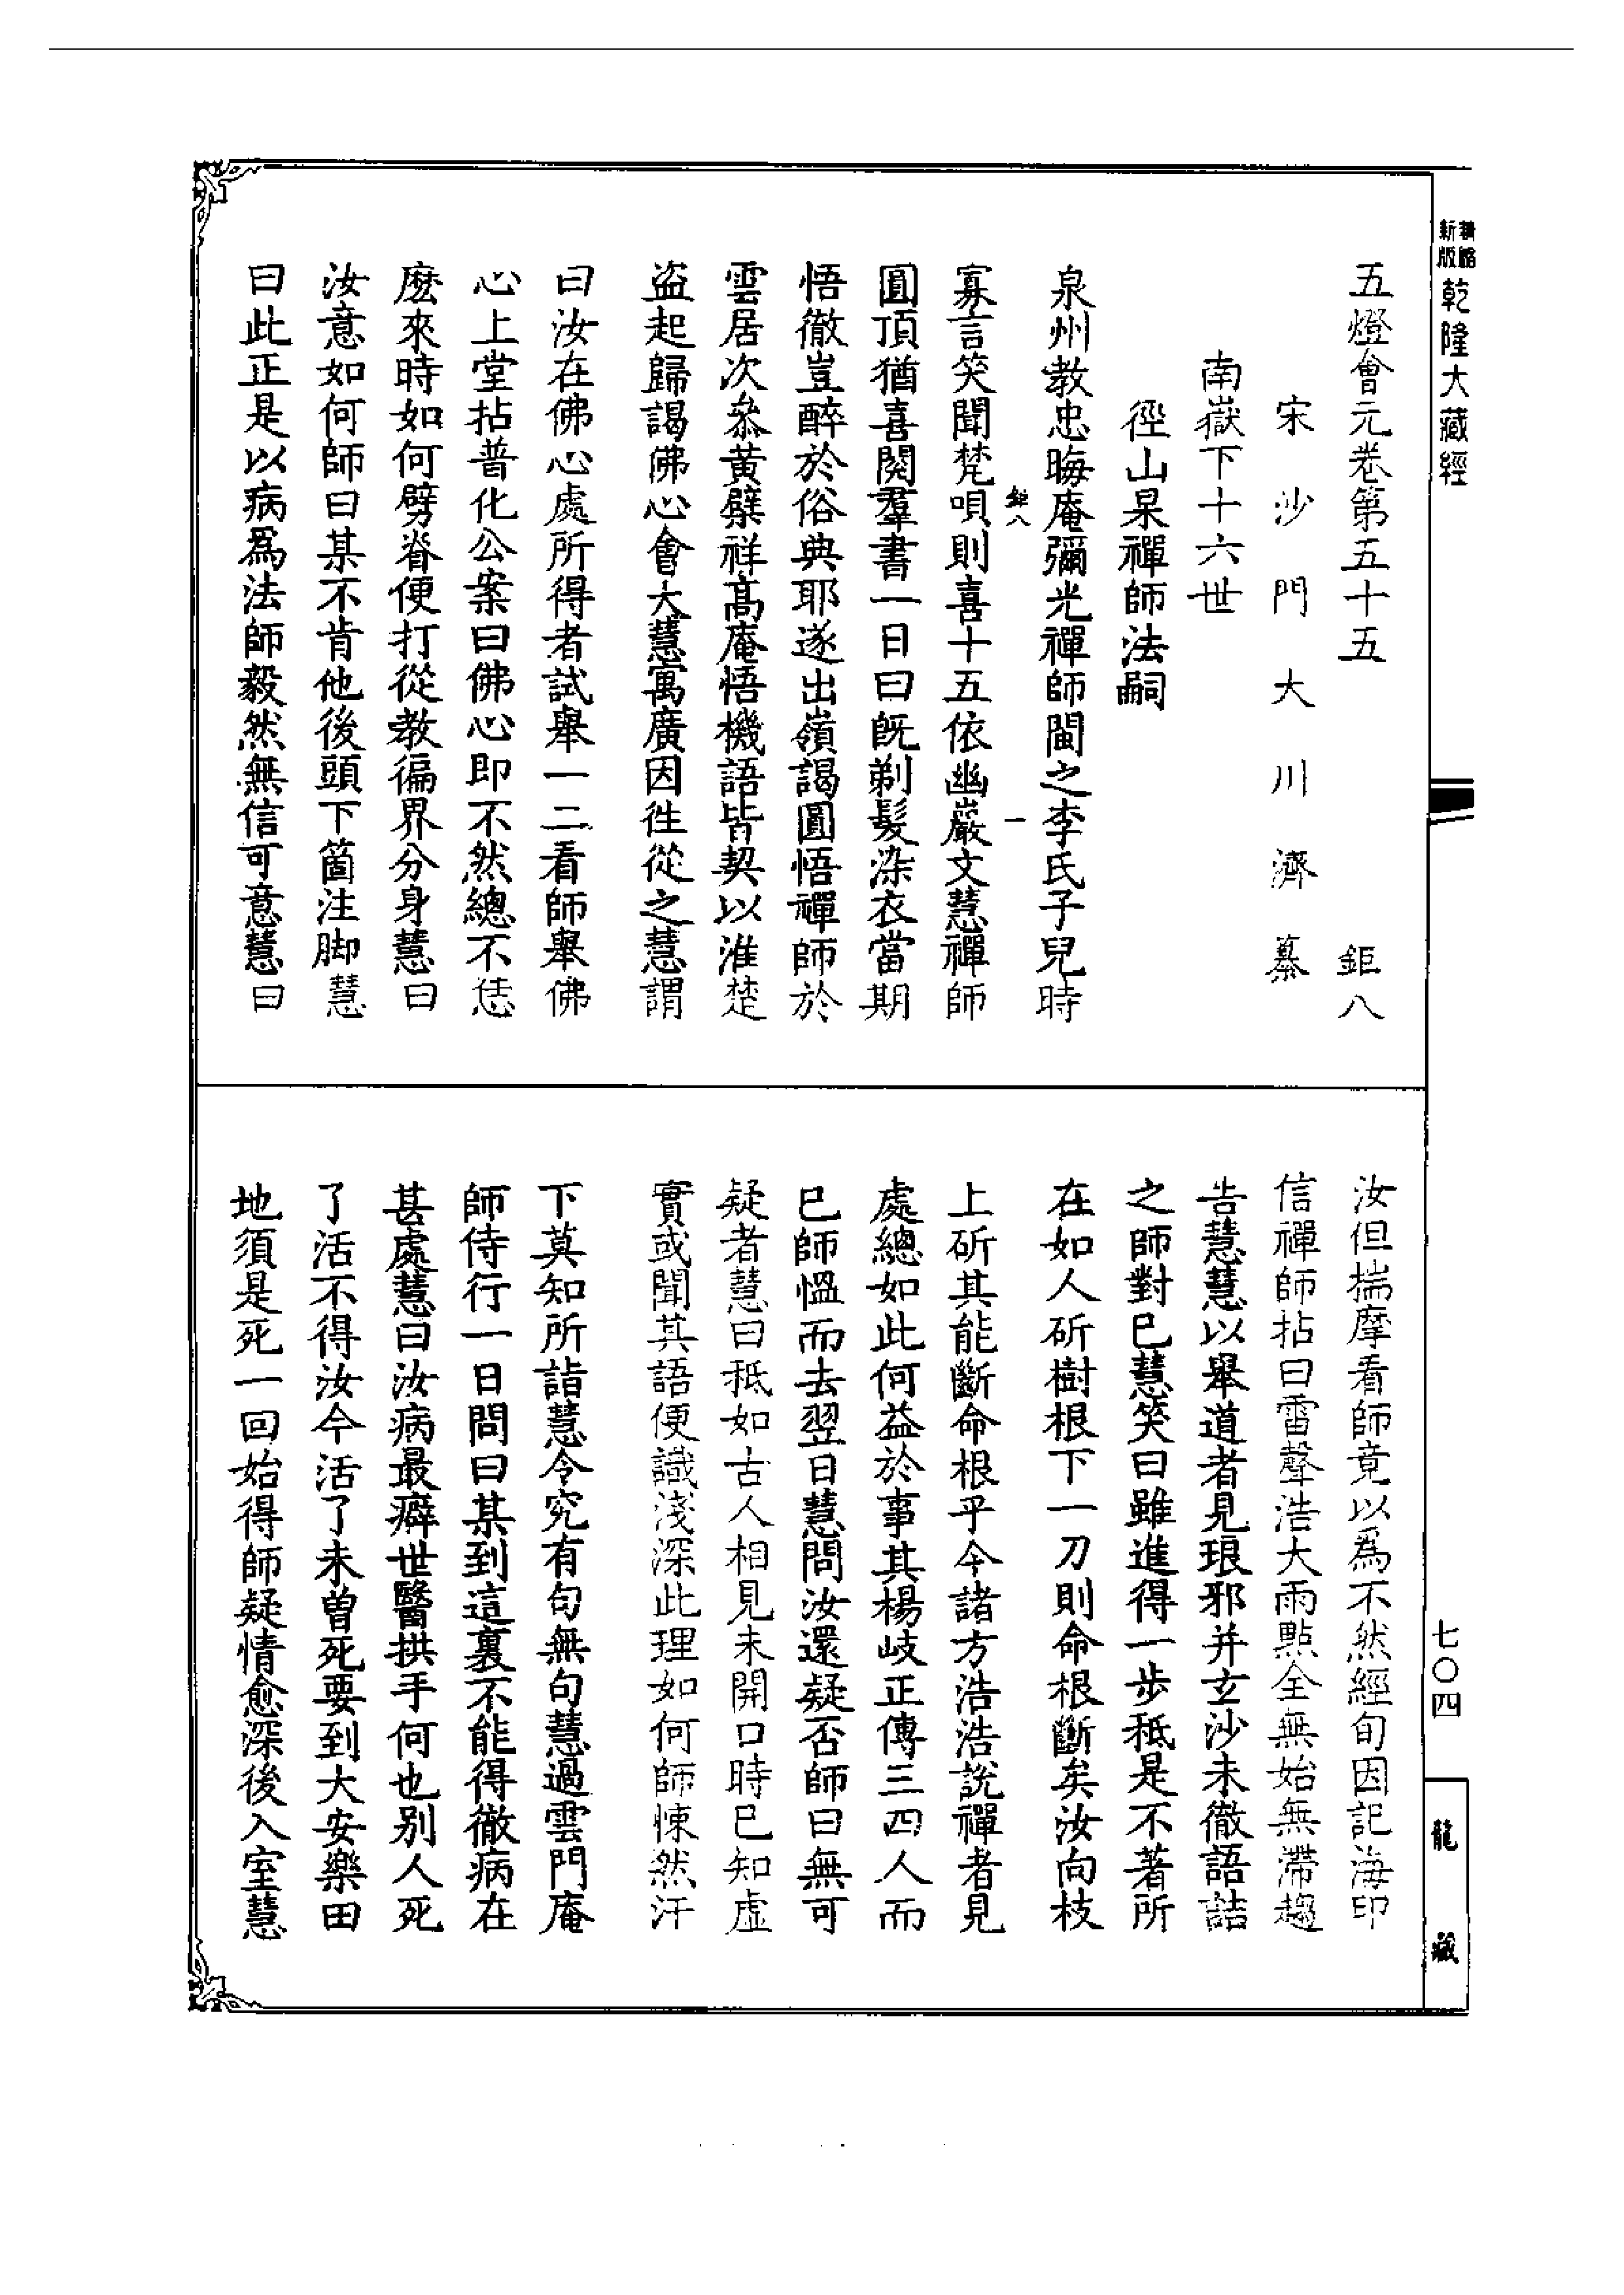 新版
乾隆大藏經
五燈會元卷第五十五 鉅八
宋沙門大川濟纂
南嶽下十六世
徑山杲禪師法嗣
泉州教忠晦庵彌光禪師閩之李氏子兒時
鉅八 一
寡言笑聞梵唄則喜十五依幽巖文慧禪師
圓頂猶喜閱羣書一日曰既剃髮染衣當期
悟徹豈醉於俗典耶遂出嶺謁圓悟禪師於
雲居次叅黃檗祥高庵悟機語皆契以淮楚
盜起歸謁佛心會大慧寓廣因徃從之慧謂
曰汝在佛心處所得者試舉一二看師舉佛
心上堂拈普化公案曰佛心即不然總不恁
麽來時如何劈脊便打從教徧界分身慧曰
汝意如何師曰某不肯他後頭下箇注脚慧
曰此正是以病爲法師毅然無信可意慧曰
汝但揣摩看師竟以爲不然經旬因記海印
信禪師拈曰雷聲浩大雨點全無始無滯趨
告慧慧以舉道者見琅邪并玄沙未徹語詰
之師對已慧笑曰雖進得一步秪是不著所
在如人斫樹根下一刀則命根斷矣汝向枝
上斫其能斷命根乎今諸方浩浩說禪者見
處總如此何益於事其楊岐正傳三四人而
已師慍而去翌日慧問汝還疑否師曰無可
疑者慧曰秪如古人相見未開口時已知虛
實或聞其語便識淺深此理如何師悚然汗
下莫知所詣慧令究有句無句慧過雲門庵
師侍行一日問曰某到這裏不能得徹病在
甚處慧曰汝病最癖世醫拱手何也别人死
了活不得汝今活了未曾死要到大安樂田
地須是死一回始得師疑情愈深後入室慧
七〇四
龍藏